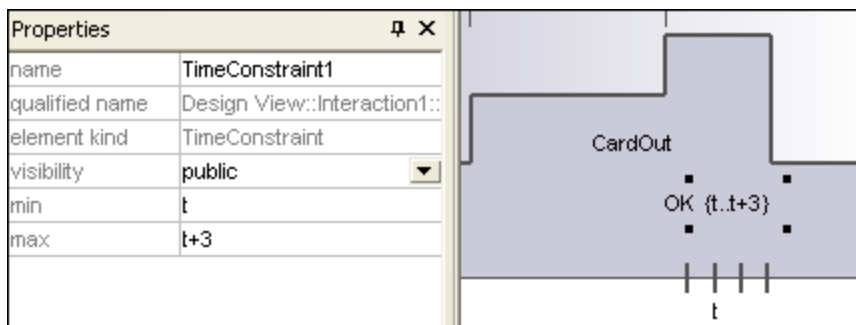 Properties
name TimeConstraint1
qualified name Design View::Interaction1::
element kind TimeConstraint
visibility public
min t
max t+3
CardOut
OK {t..t+3}
t